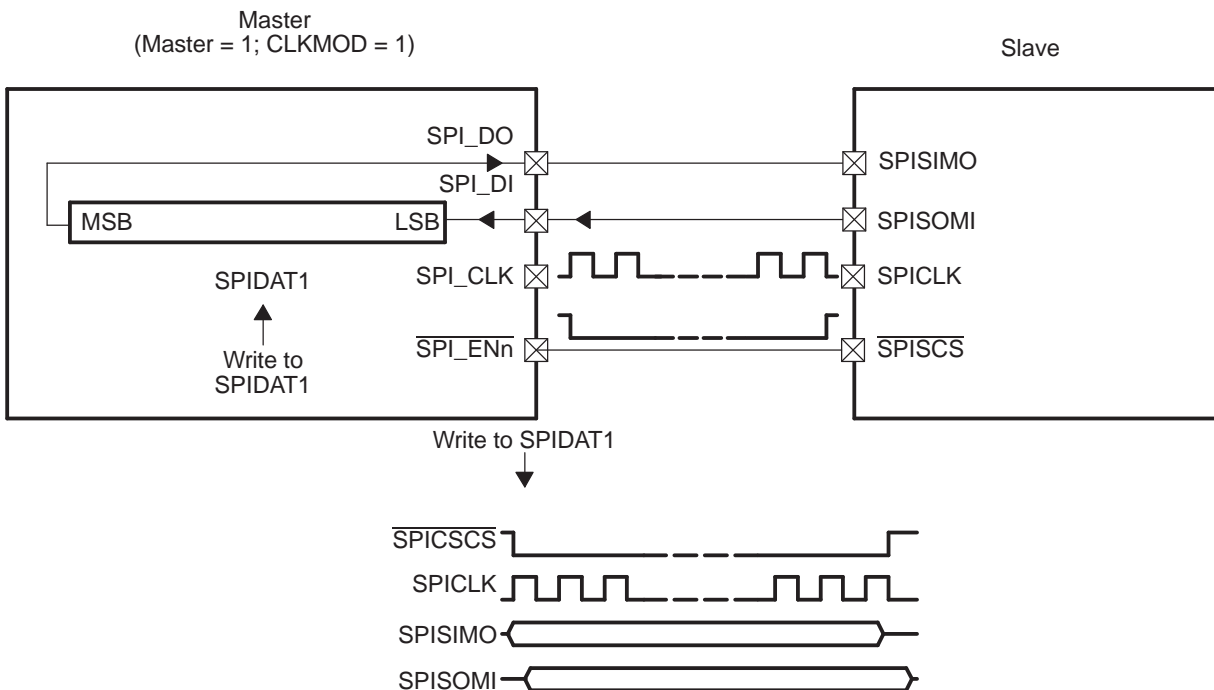 Master
(Master = 1; CLKMOD = 1)
Slave
SPI_DO
SPISIMO
SPI_DI
MSB
LSB
SPISOMI
SPIDAT1
SPI_CLK
SPICLK
SPI_ENn
SPISCS
Write to
SPIDAT1
Write to SPIDAT1
SPICSCS
SPICLK
SPISIMO
SPISOMI